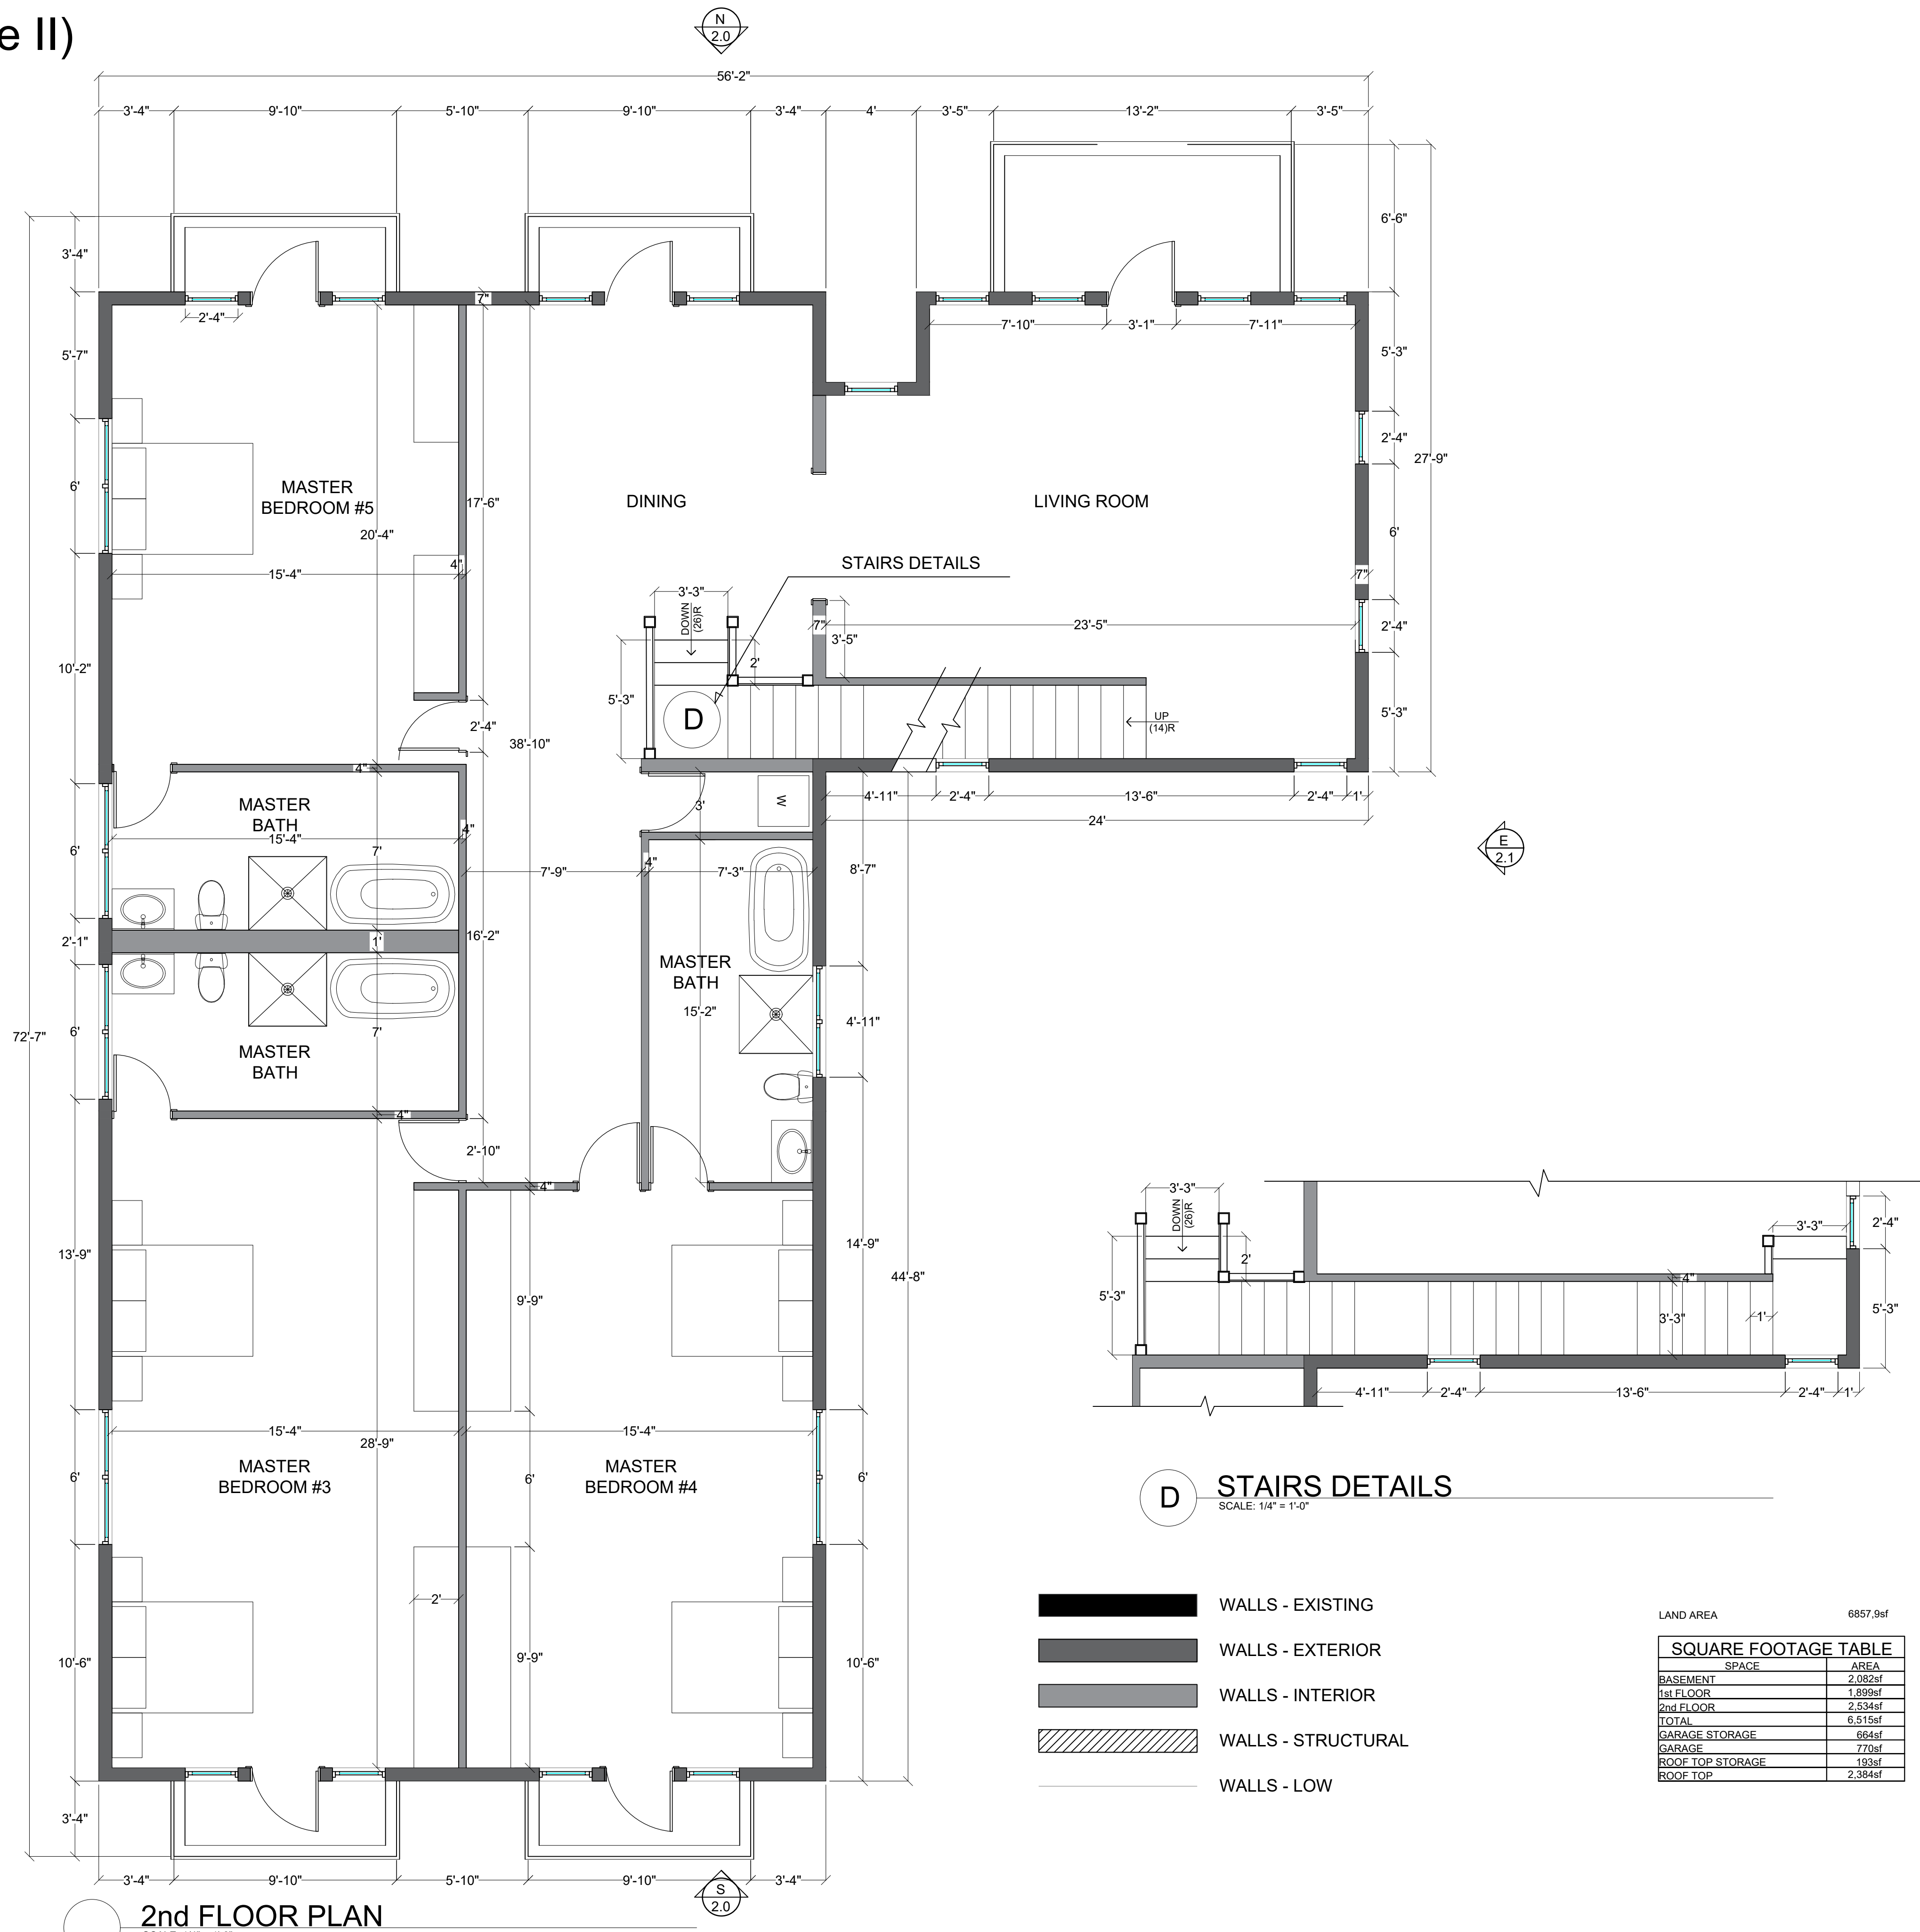 e II)
N
2.0
56'-2"
3'-4" 9'-10" 5'-10" 9'-10" 3'-4" 4' 3'-5" 13'-2" 3'-5"
6'-6"
3'-4"
7"
2'-4"
7'-10" 3'-1" 7'-11"
5'-7"
5'-3"
2'-4"
27'-9"
6'
MASTER
BEDROOM #5
17'-6"
DINING
LIVING ROOM
20'-4"
6'
STAIRS DETAILS
4"
15'-4"
7"
3'-3"
DOWN
(26)R
7"
3'-5"
23'-5"
2'-4"
10'-2"
2'
5'-3"
D
UP
(14)R
5'-3"
2'-4"
38'-10"
4"
MASTER
BATH
15'-4"
4"
3'
W
4'-11" 2'-4" 13'-6" 2'-4" 1'
24'
6'
7'
E
2.1
4"
7'-9" 7'-3"
8'-7"
2'-1"
1'
16'-2"
MASTER
BATH
15'-2"
4'-11"
72'-7"
6'
7'
MASTER
BATH
4"
2'-10"
4"
3'-3"
DOWN
(26)R
3'-3"
2'-4"
13'-9"
14'-9"
2'
44'-8"
4"
5'-3"
9'-9"
3'-3"
1'
5'-3"
4'-11" 2'-4" 13'-6" 2'-4" 1'
15'-4" 15'-4"
28'-9"
MASTER
BEDROOM #3
MASTER
BEDROOM #4
6'
6'
6'
D
STAIRS DETAILS
SCALE: 1/4" = 1'-0"
2'
10'-6"
9'-9"
10'-6"
WALLS - EXISTING
WALLS - EXTERIOR
WALLS - INTERIOR
WALLS - STRUCTURAL
WALLS - LOW
LAND AREA 6857,9sf
SQUARE FOOTAGE TABLE
SPACE AREA
BASEMENT 2,082sf
1st FLOOR 1,899sf
2nd FLOOR 2,534sf
TOTAL 6,515sf
GARAGE STORAGE 664sf
GARAGE 770sf
ROOF TOP STORAGE 193sf
ROOF TOP 2,384sf
3'-4"
3'-4" 9'-10" 5'-10" 9'-10" 3'-4"
S
2.0
2nd FLOOR PLAN